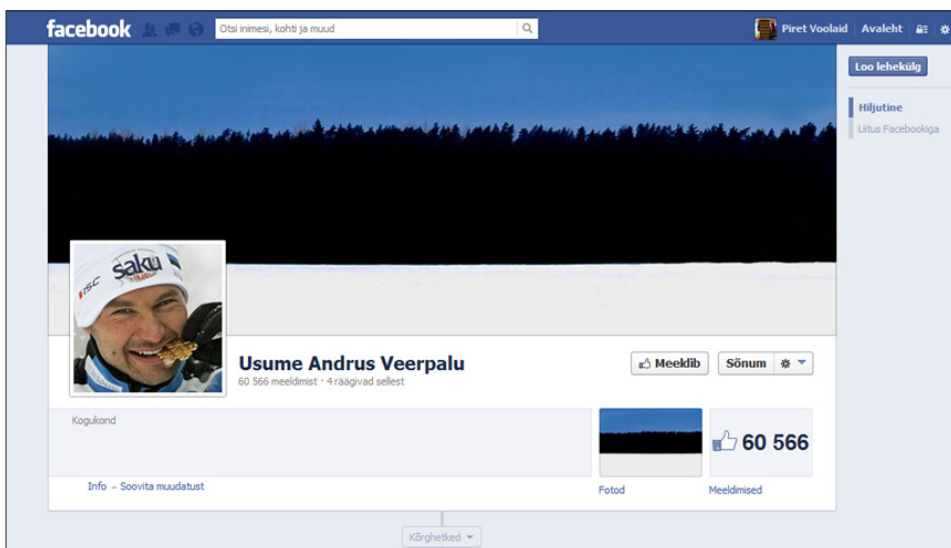 facebook
Otsi inimesi, kohti ja muud
Piret Voolaid Avaleht
Loo lehekülg
Hiljutine
Liitus Facebookiga
ISC saku
Usume Andrus Veerpalu
60 566 meeldimist · 4 räägivad sellest
Meeldib
Sõnum
Kogukond
60 566
Info – Soovita muudatust
Fotod
Meeldimised
Kõrghetked